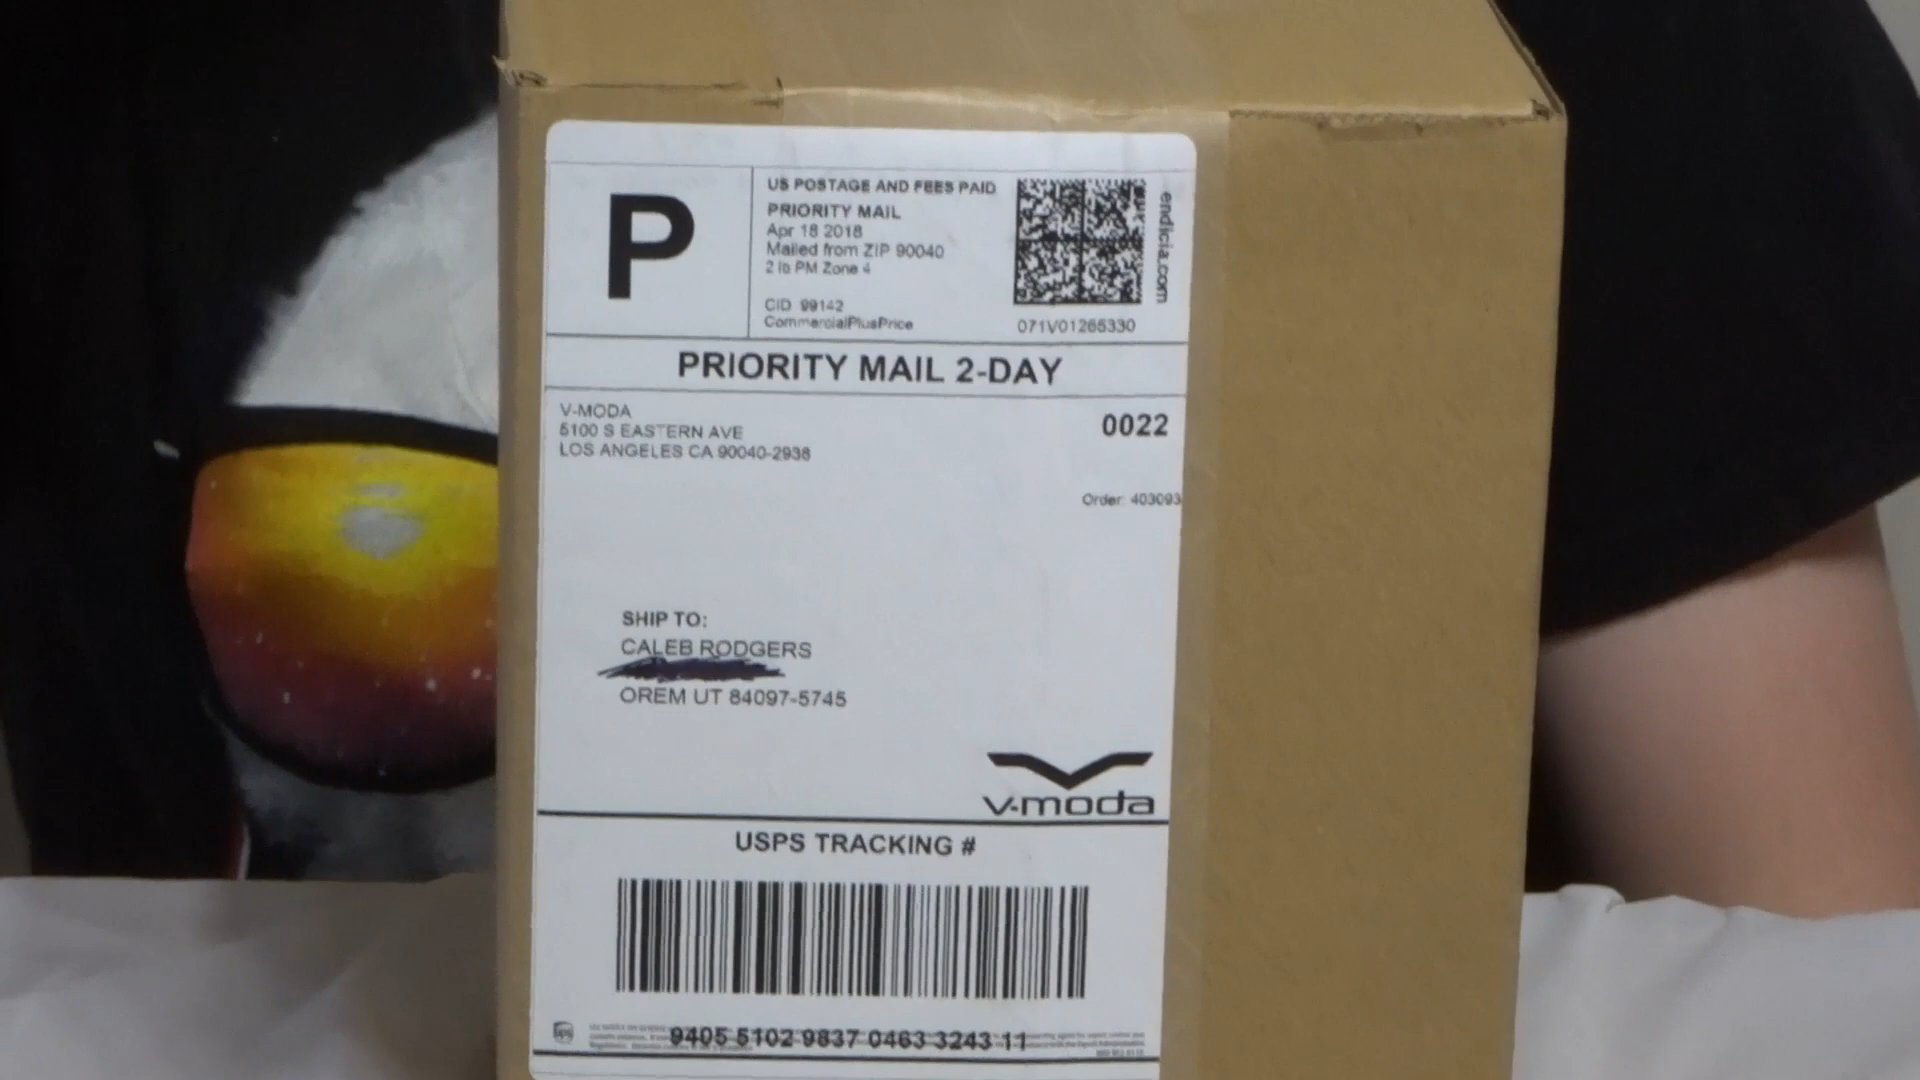 P
US POSTAGE AND FEES PAID
PRIORITY MAIL
Apr 18 2018
Mailed from ZIP 90040
2 lb PM Zone 4
CID 99142
CommercialPlusPrice
endicia.com
071V01265330
PRIORITY MAIL 2-DAY
V-MODA
5100 S EASTERN AVE
LOS ANGELES CA 90040-2938
0022
Order: 403093
SHIP TO:
CALEB RODGERS
OREM UT 84097-5745
v-moda
USPS TRACKING #
ups
9405 5102 9837 0463 3243 11